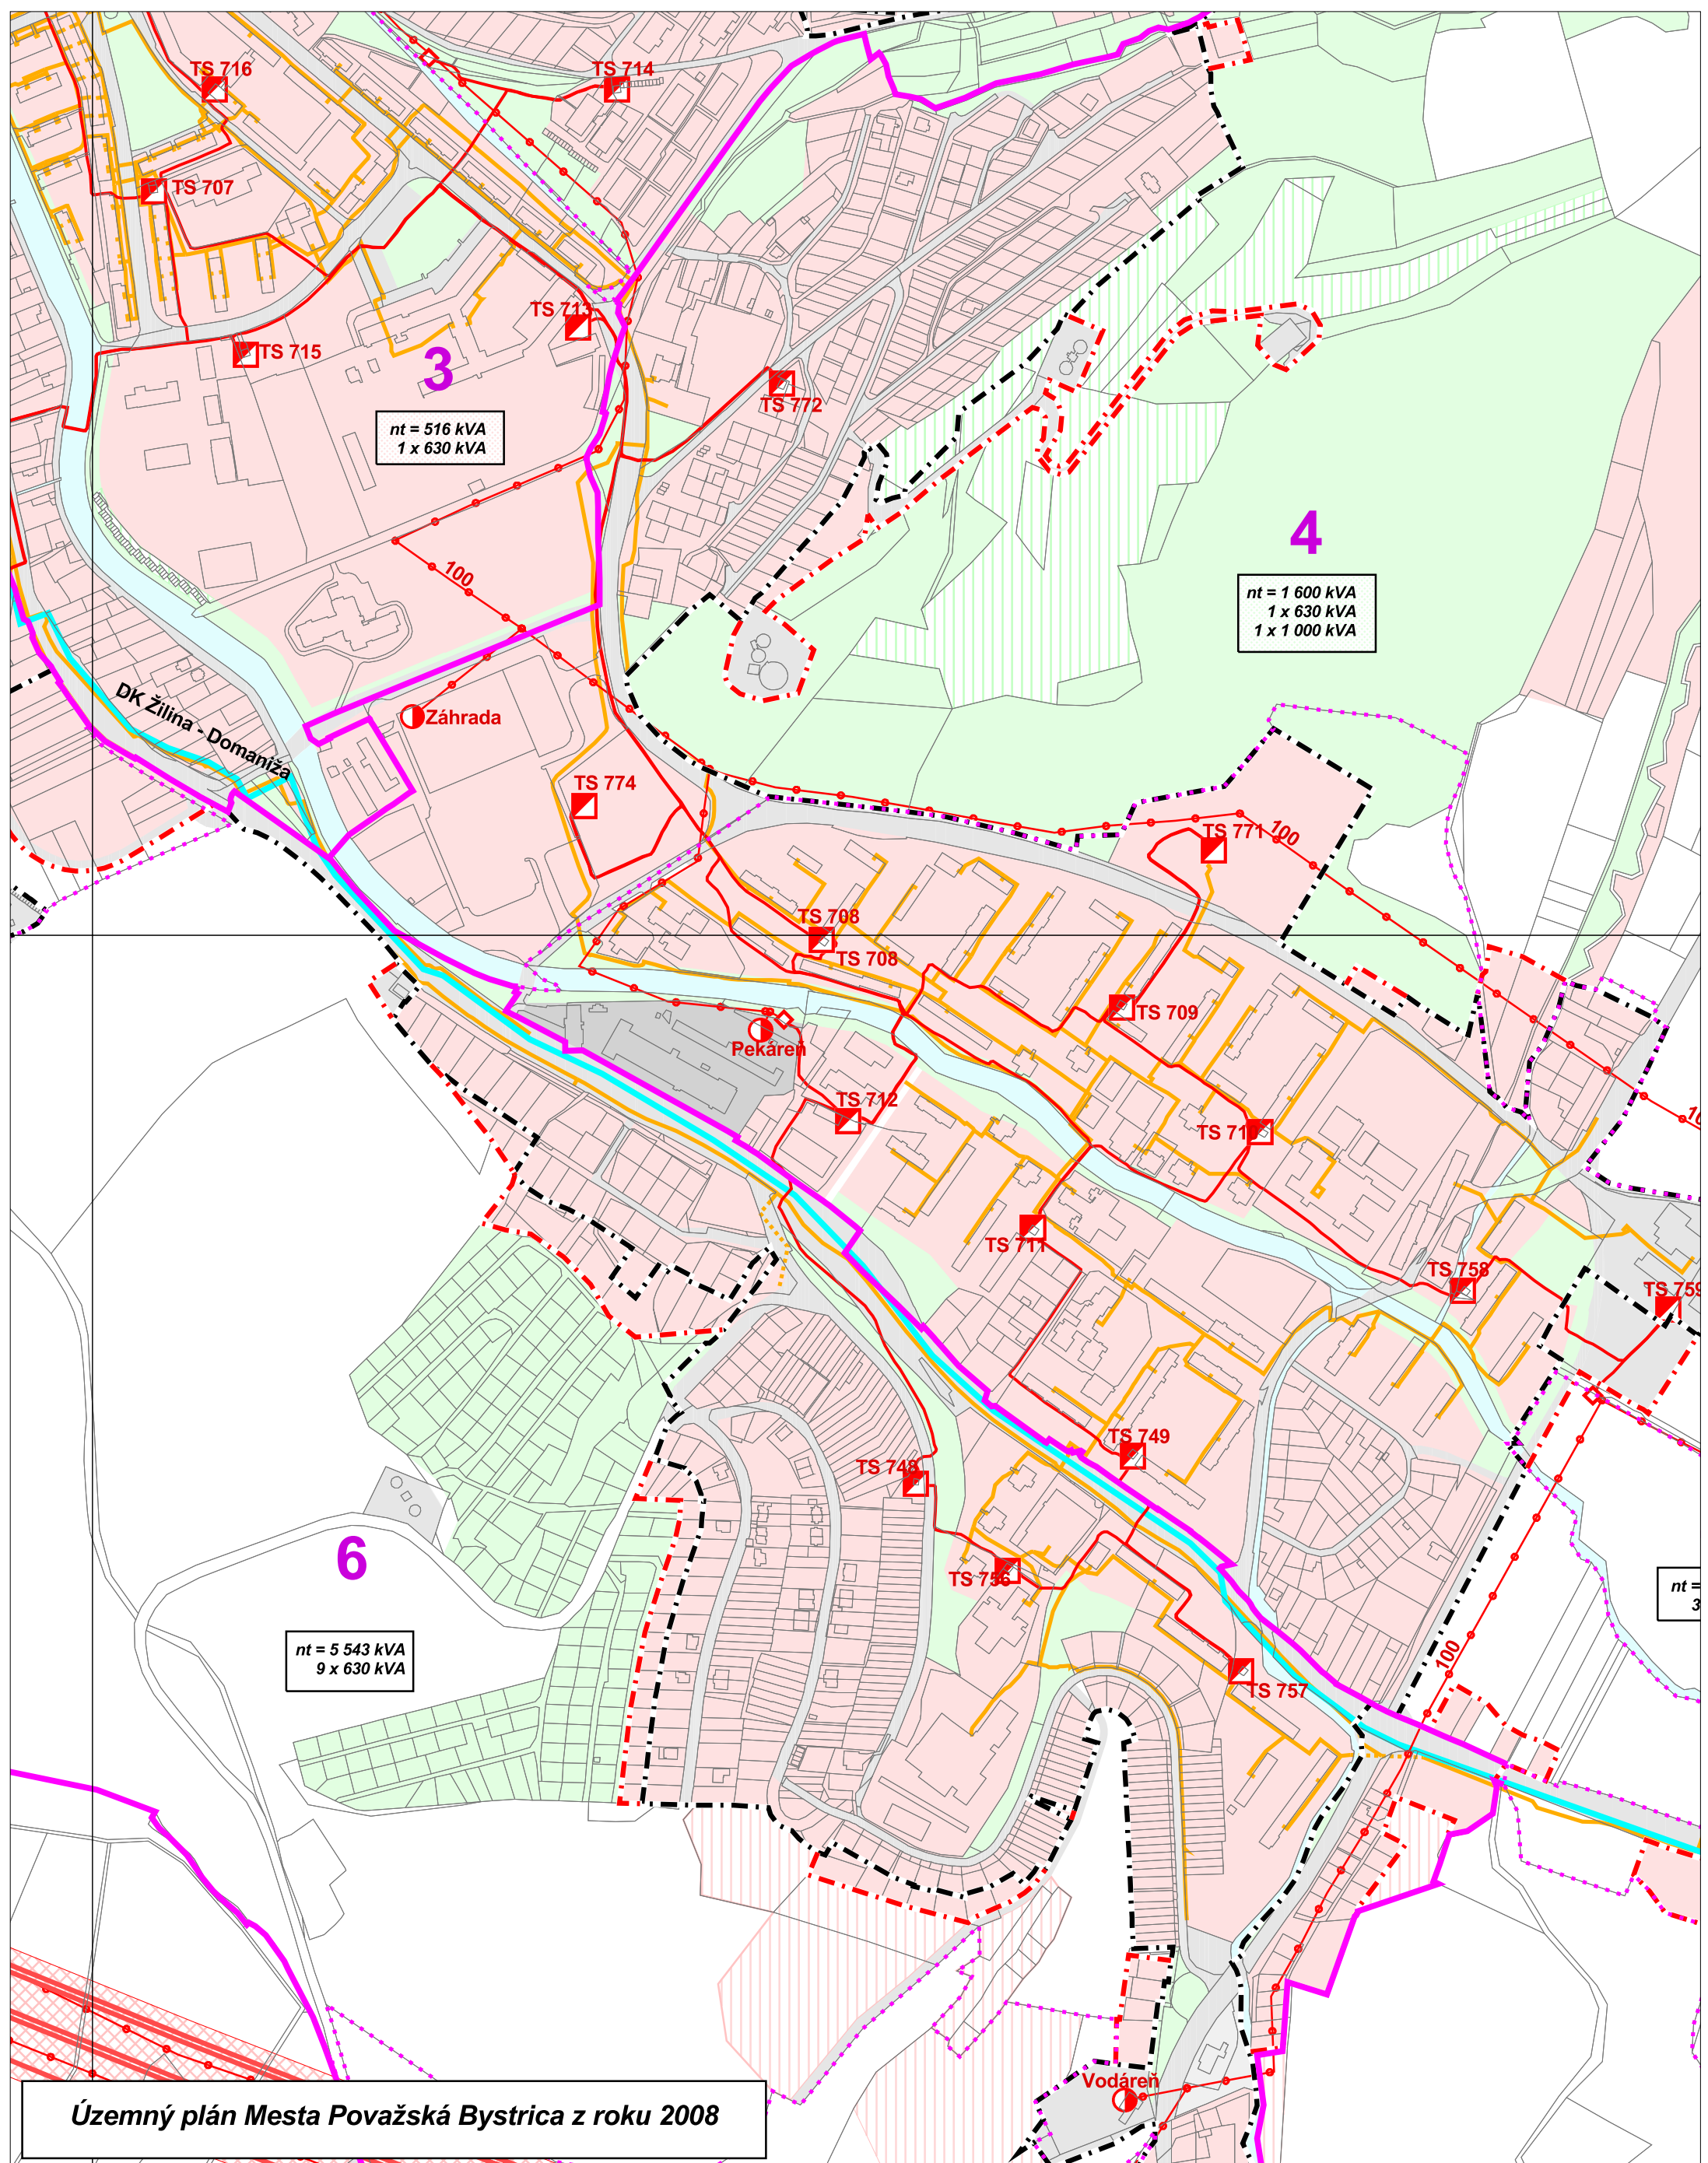 TS 716
TS 714
TS 707
TS 713
TS 715
3
TS 772
nt = 516 kVA
1 x 630 kVA
4
100
nt = 1 600 kVA
1 x 630 kVA
1 x 1 000 kVA
DK Žilina - Domaniža
Záhrada
TS 774
TS 771
100
TS 708
TS 708
TS 709
Pekáreň
TS 712
TS 711
TS 758
TS 759
TS 749
TS 748
6
TS 756
nt =
3
nt = 5 543 kVA
9 x 630 kVA
100
TS 757
Vodáreň
Územný plán Mesta Považská Bystrica z roku 2008